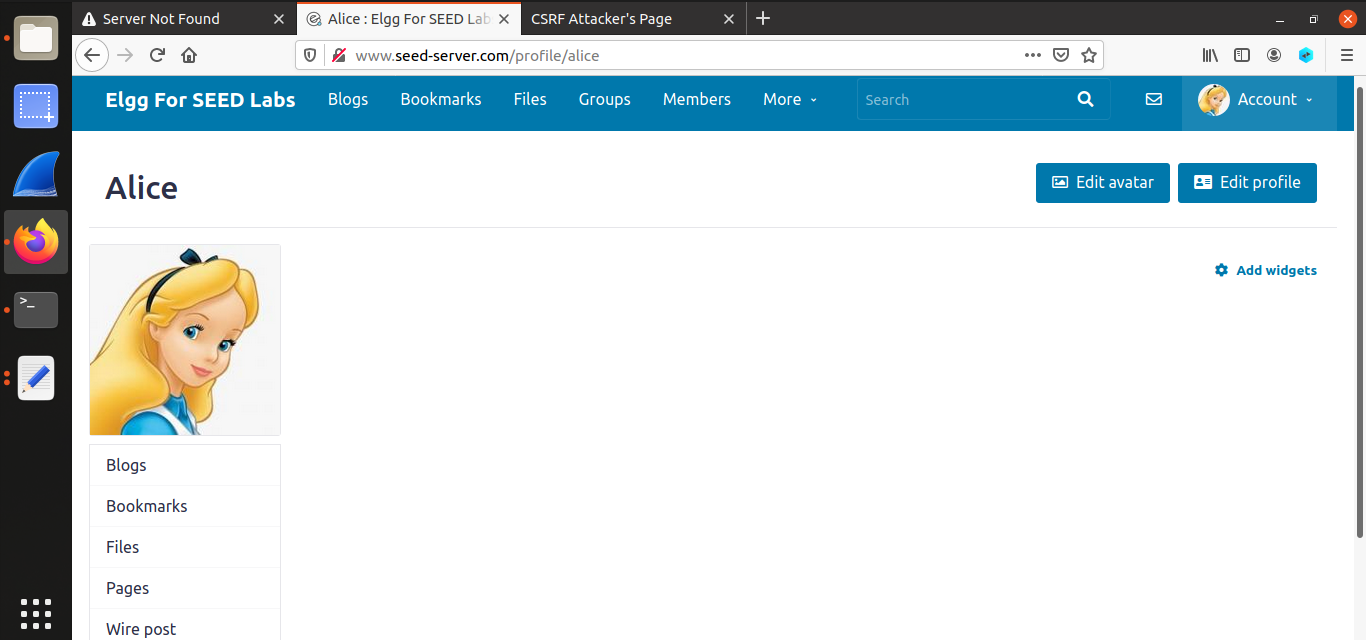 Server Not Found
Alice : Elgg For SEED Lab
CSRF Attacker's Page
www.seed-server.com/profile/alice
Elgg For SEED Labs Blogs Bookmarks Files Groups Members More Search Account
Alice
Edit avatar Edit profile
Add widgets
Blogs
Bookmarks
Files
Pages
Wire post